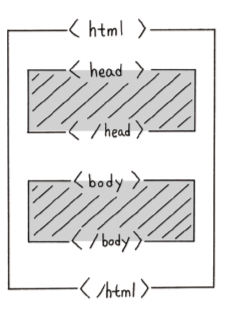 < html >
< head >
< /head >
< body >
< /body >
< /html >